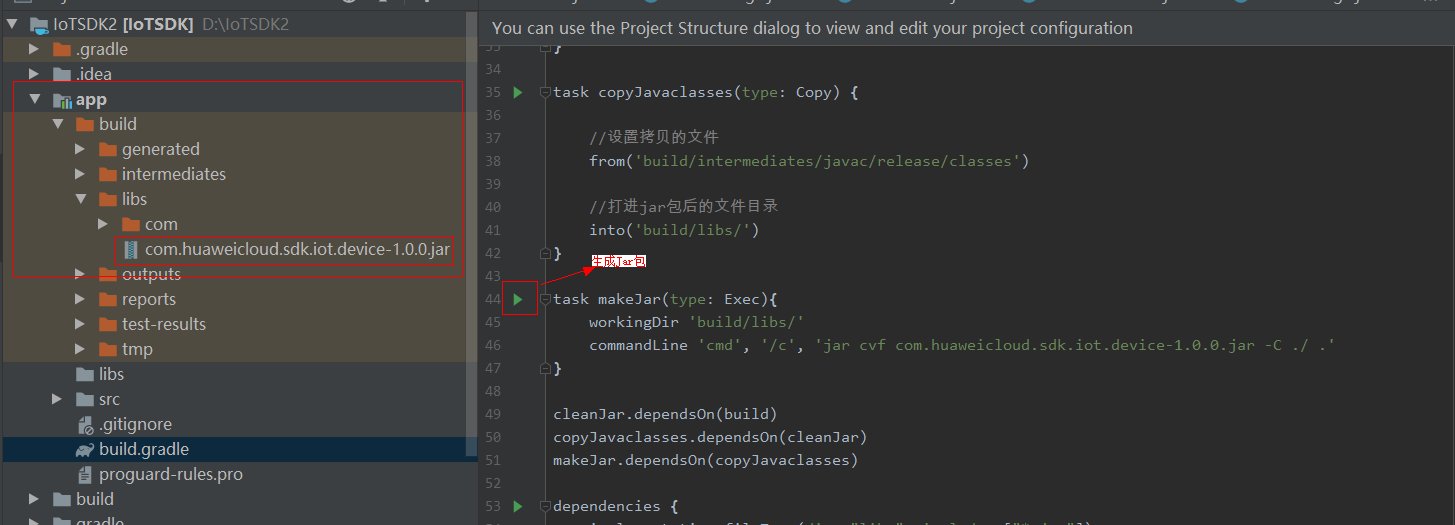 IoTSDK2 [IoTSDK] D:\IoTSDK2
.gradle
.idea
app
build
generated
intermediates
libs
com
com.huaweicloud.sdk.iot.device-1.0.0.jar
outputs
reports
test-results
tmp
libs
src
.gitignore
build.gradle
proguard-rules.pro
build
gradle
You can use the Project Structure dialog to view and edit your project configuration
33 }
34
35 task copyJavaclasses(type: Copy) {
36
37 //设置拷贝的文件
38 from('build/intermediates/javac/release/classes')
39
40 //打进jar包后的文件目录
41 into('build/libs/')
42 }
生成Jar包
43
44 task makeJar(type: Exec){
45 workingDir 'build/libs/'
46 commandLine 'cmd', '/c', 'jar cvf com.huaweicloud.sdk.iot.device-1.0.0.jar -C ./ .'
47 }
48
49 cleanJar.dependsOn(build)
50 copyJavaclasses.dependsOn(cleanJar)
51 makeJar.dependsOn(copyJavaclasses)
52
53 dependencies {